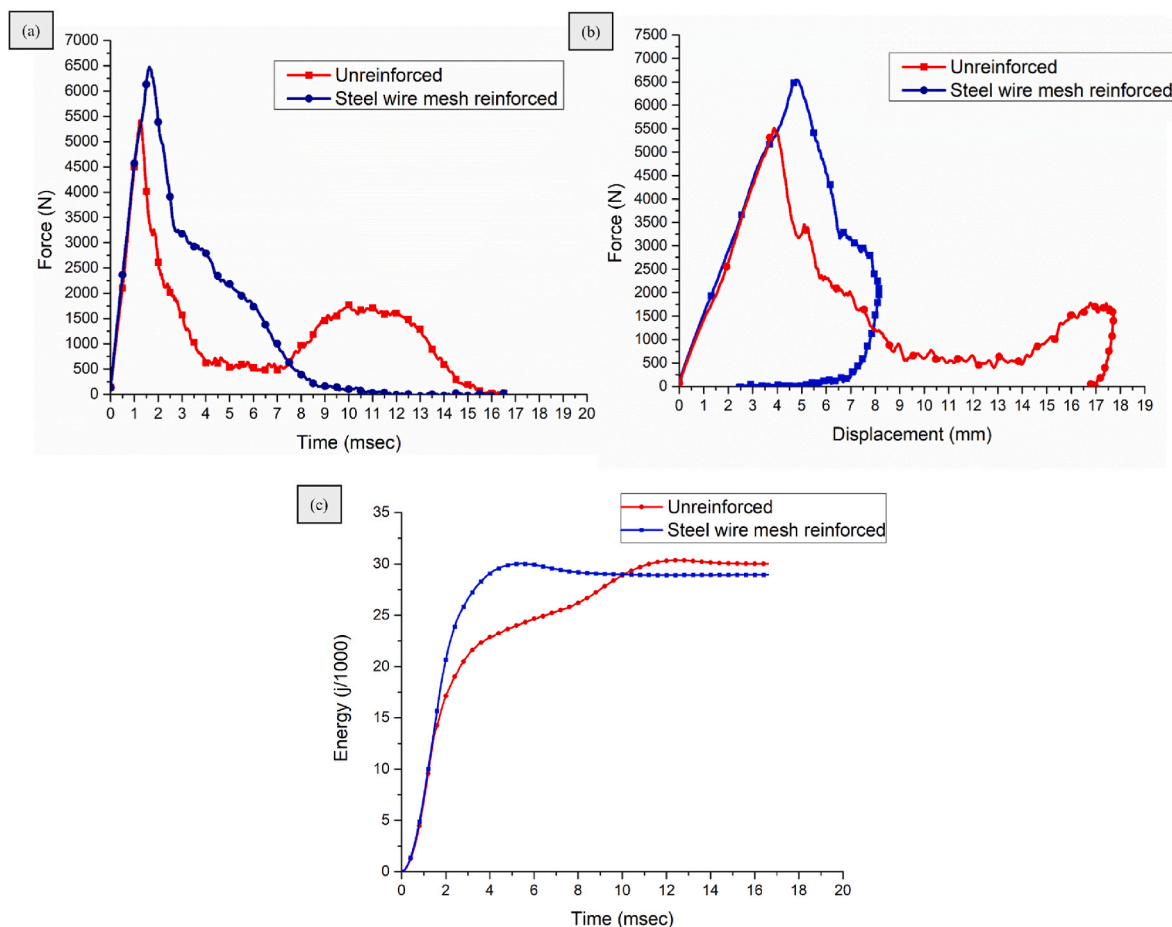 (a)
7000
6500
6000
5500
5000
4500
4000
3500
3000
2500
2000
1500
1000
500
0
Force (N)
Unreinforced
Steel wire mesh reinforced
0 1 2 3 4 5 6 7 8 9 10 11 12 13 14 15 16 17 18 19 20
Time (msec)
(b)
7500
7000
6500
6000
5500
5000
4500
4000
3500
3000
2500
2000
1500
1000
500
0
Force (N)
Unreinforced
Steel wire mesh reinforced
0 1 2 3 4 5 6 7 8 9 10 11 12 13 14 15 16 17 18 19
Displacement (mm)
(c)
35
30
25
20
15
10
5
0
Energy (j/1000)
Unreinforced
Steel wire mesh reinforced
0 2 4 6 8 10 12 14 16 18 20
Time (msec)